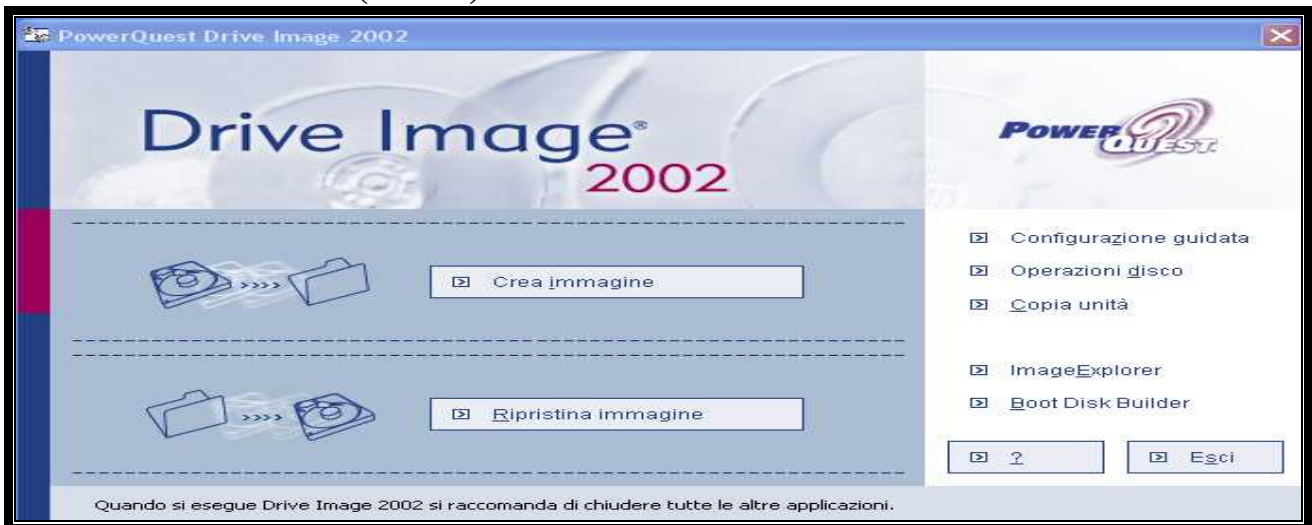 PowerQuest Drive Image 2002
Drive Image®
2002
POWERQUEST.
Crea immagine
Ripristina immagine
Configurazione guidata
Operazioni disco
Copia unità
ImageExplorer
Boot Disk Builder
?
Esci
Quando si esegue Drive Image 2002 si raccomanda di chiudere tutte le altre applicazioni.